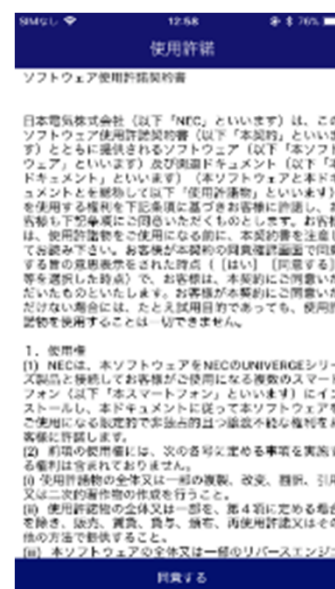 SIMなし 12:58 76%
使用許諾
ソフトウェア使用許諾契約書
日本電気株式会社（以下「NEC」といいます）は、この
ソフトウェア使用許諾契約書（以下「本契約」といいま
す）とともに提供されるソフトウェア（以下「本ソフト
ウェア」といいます）及び関連ドキュメント（以下「本
ドキュメント」といいます）（本ソフトウェアと本ドキ
ュメントとを総称して以下「使用許諾物」といいます）
を使用する権利を下記条項に基づきお客様に許諾し、お
客様も下記条項にご同意いただくものとします。お客様
は、使用許諾物をご使用になる前に、本契約書を注意し
てお読み下さい。お客様が本契約の同意確認画面で同意
する旨の意思表示をされた時点（［はい］［同意する］
等を選択した時点）で、お客様は、本契約にご同意いた
だいたものといたします。お客様が本契約にご同意いた
だけない場合には、たとえ試用目的であっても、使用許
諾物を使用することは一切できません。
1．使用権
(1) NECは、本ソフトウェアをNECのUNIVERGEシリー
ズ製品と接続してお客様がご使用になる複数のスマート
フォン（以下「本スマートフォン」といいます）にイン
ストールし、本ドキュメントに従って本ソフトウェアを
ご使用になる限定的で非独占的且つ譲渡不能な権利をお
客様に許諾します。
(2) 前項の使用権には、次の各号に定める事項を実施す
る権利は含まれておりません。
(i) 使用許諾物の全体又は一部の複製、改変、翻訳、引用
又は二次的著作物の作成を行うこと。
(ii) 使用許諾物の全体又は一部を、第4項に定める場合
を除き、販売、賃貸、貸与、頒布、再使用許諾又はその
他の方法で提供すること。
(iii) 本ソフトウェアの全体又は一部のリバースエンジニ
同意する